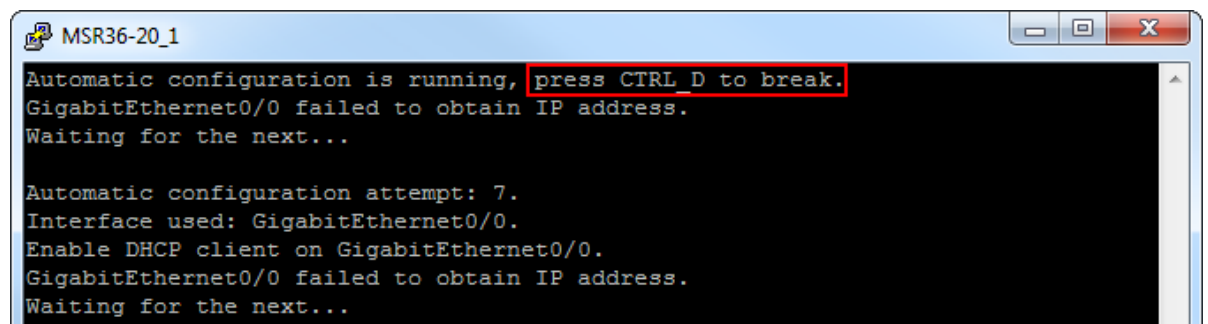 MSR36-20_1
Automatic configuration is running, press CTRL_D to break.
GigabitEthernet0/0 failed to obtain IP address.
Waiting for the next...
Automatic configuration attempt: 7.
Interface used: GigabitEthernet0/0.
Enable DHCP client on GigabitEthernet0/0.
GigabitEthernet0/0 failed to obtain IP address.
Waiting for the next...